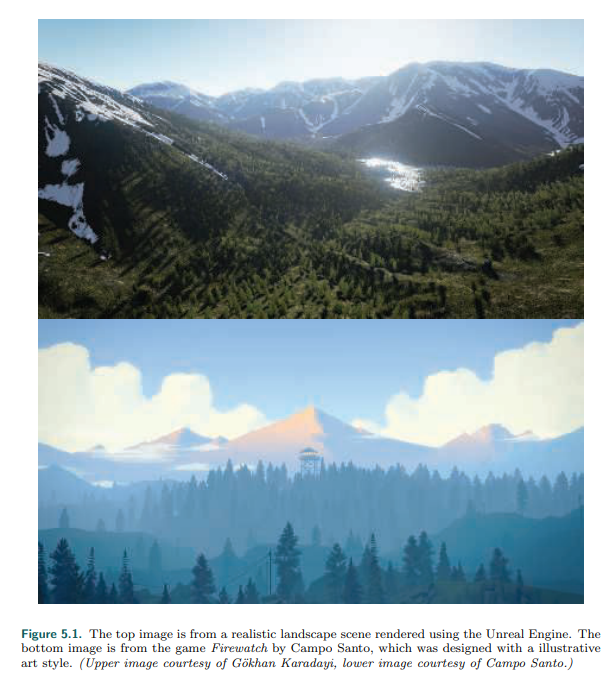 Figure 5.1. The top image is from a realistic landscape scene rendered using the Unreal Engine. The
bottom image is from the game Firewatch by Campo Santo, which was designed with a illustrative
art style. (Upper image courtesy of Gökhan Karadayi, lower image courtesy of Campo Santo.)